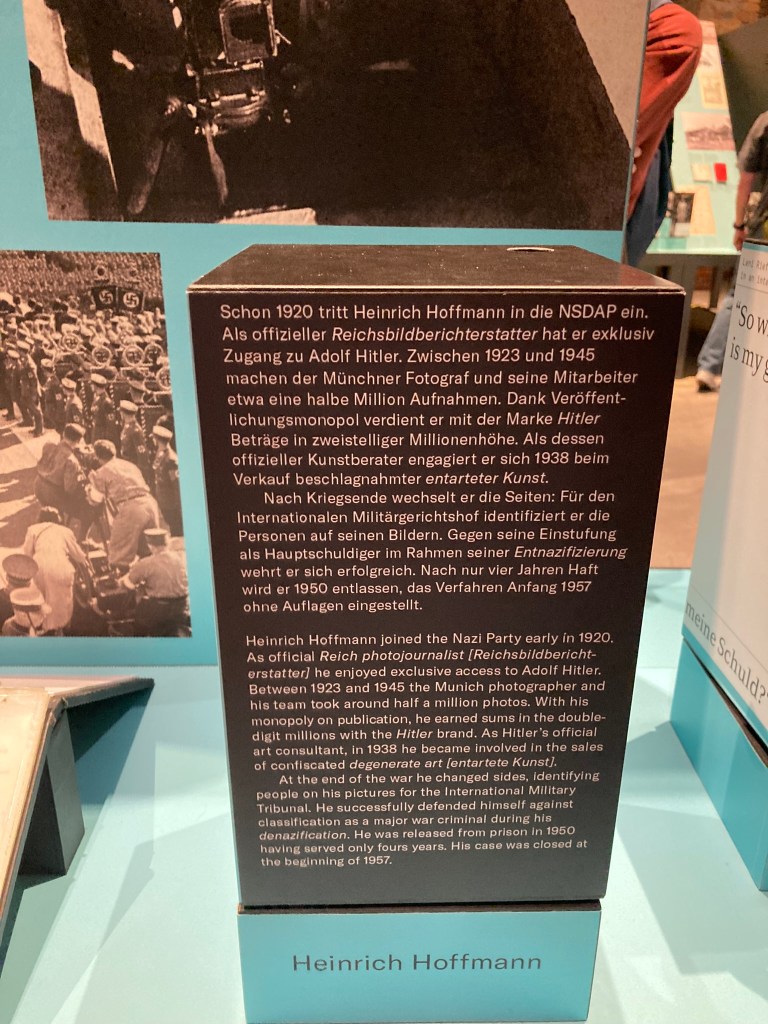 Schon 1920 tritt Heinrich Hoffmann in die NSDAP ein.
Als offizieller Reichsbildberichterstatter hat er exklusiv
Zugang zu Adolf Hitler. Zwischen 1923 und 1945
machen der Münchner Fotograf und seine Mitarbeiter
etwa eine halbe Million Aufnahmen. Dank Veröffent-
lichungsmonopol verdient er mit der Marke Hitler
Beträge in zweistelliger Millionenhöhe. Als dessen
offizieller Kunstberater engagiert er sich 1938 beim
Verkauf beschlagnahmter entarteter Kunst.
Nach Kriegsende wechselt er die Seiten: Für den
Internationalen Militärgerichtshof identifiziert er die
Personen auf seinen Bildern. Gegen seine Einstufung
als Hauptschuldiger im Rahmen seiner Entnazifizierung
wehrt er sich erfolgreich. Nach nur vier Jahren Haft
wird er 1950 entlassen, das Verfahren Anfang 1957
ohne Auflagen eingestellt.
Heinrich Hoffmann joined the Nazi Party early in 1920.
As official Reich photojournalist [Reichsbildbericht-
erstatter] he enjoyed exclusive access to Adolf Hitler.
Between 1923 and 1945 the Munich photographer and
his team took around half a million photos. With his
monopoly on publication, he earned sums in the double-
digit millions with the Hitler brand. As Hitler's official
art consultant, in 1938 he became involved in the sales
of confiscated degenerate art [entartete Kunst].
At the end of the war he changed sides, identifying
people on his pictures for the International Military
Tribunal. He successfully defended himself against
classification as a major war criminal during his
denazification. He was released from prison in 1950
having served only fours years. His case was closed at
the beginning of 1957.
Heinrich Hoffmann
"So
is my
meine Schuld?"